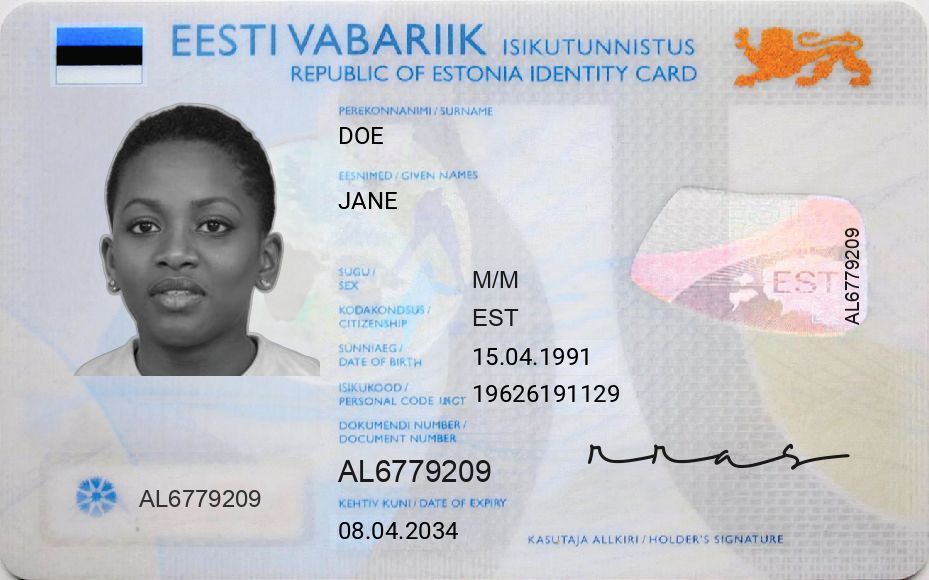 EESTI VABARIIK ISIKUTUNNISTUS
REPUBLIC OF ESTONIA IDENTITY CARD
PEREKONNANIMI / SURNAME
DOE
EESNIMED / GIVEN NAMES
JANE
SUGU /
SEX
M/M
KODAKONDSUS /
CITIZENSHIP
EST
SÜNNIAEG /
DATE OF BIRTH
15.04.1991
ISIKUKOOD /
PERSONAL CODE
19626191129
DOKUMENDI NUMBER /
DOCUMENT NUMBER
AL6779209
KEHTIV KUNI / DATE OF EXPIRY
08.04.2034
AL6779209
EST
AL6779209
KASUTAJA ALLKIRI / HOLDER'S SIGNATURE